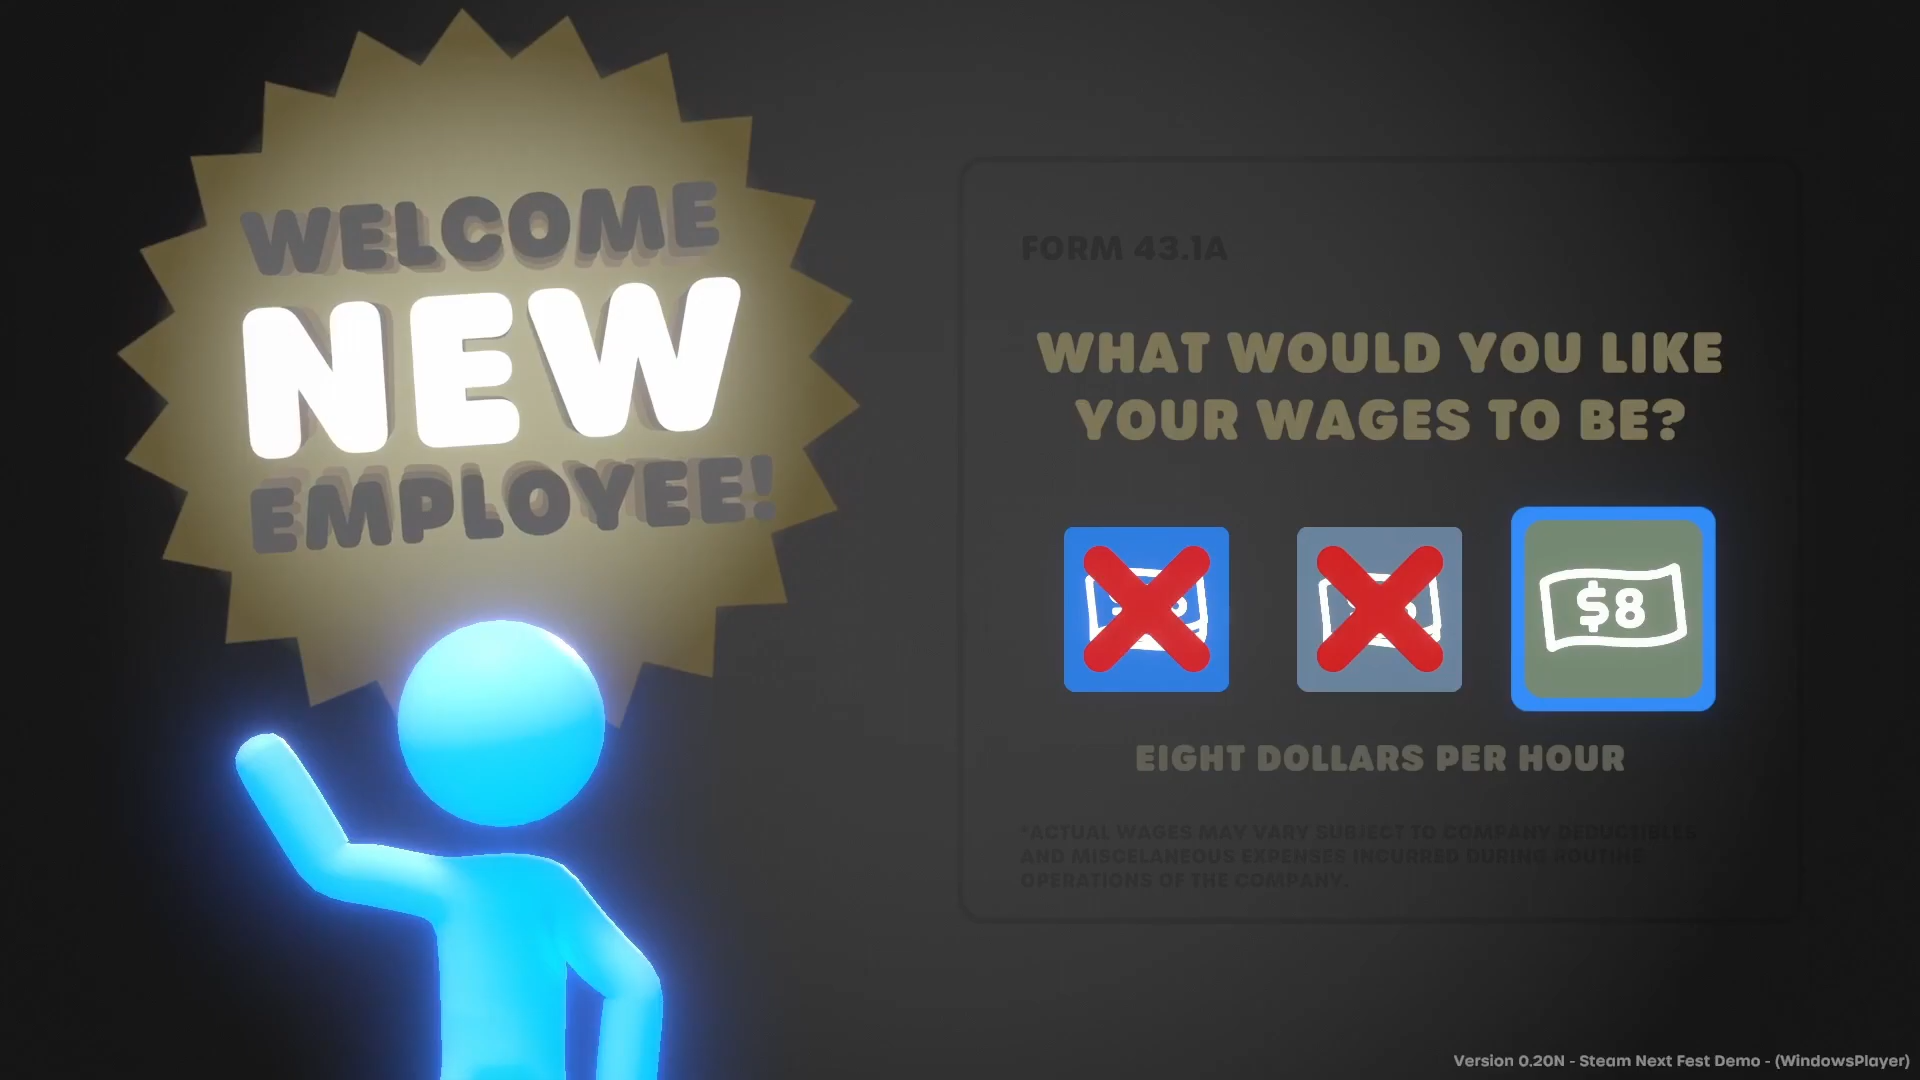 WELCOME
NEW
EMPLOYEE!
FORM 43.1A
WHAT WOULD YOU LIKE
YOUR WAGES TO BE?
$8
EIGHT DOLLARS PER HOUR
*ACTUAL WAGES MAY VARY SUBJECT TO COMPANY DEDUCTIBLES
AND MISCELANEOUS EXPENSES INCURRED DURING ROUTINE
OPERATIONS OF THE COMPANY.
Version 0.20N - Steam Next Fest Demo - (WindowsPlayer)